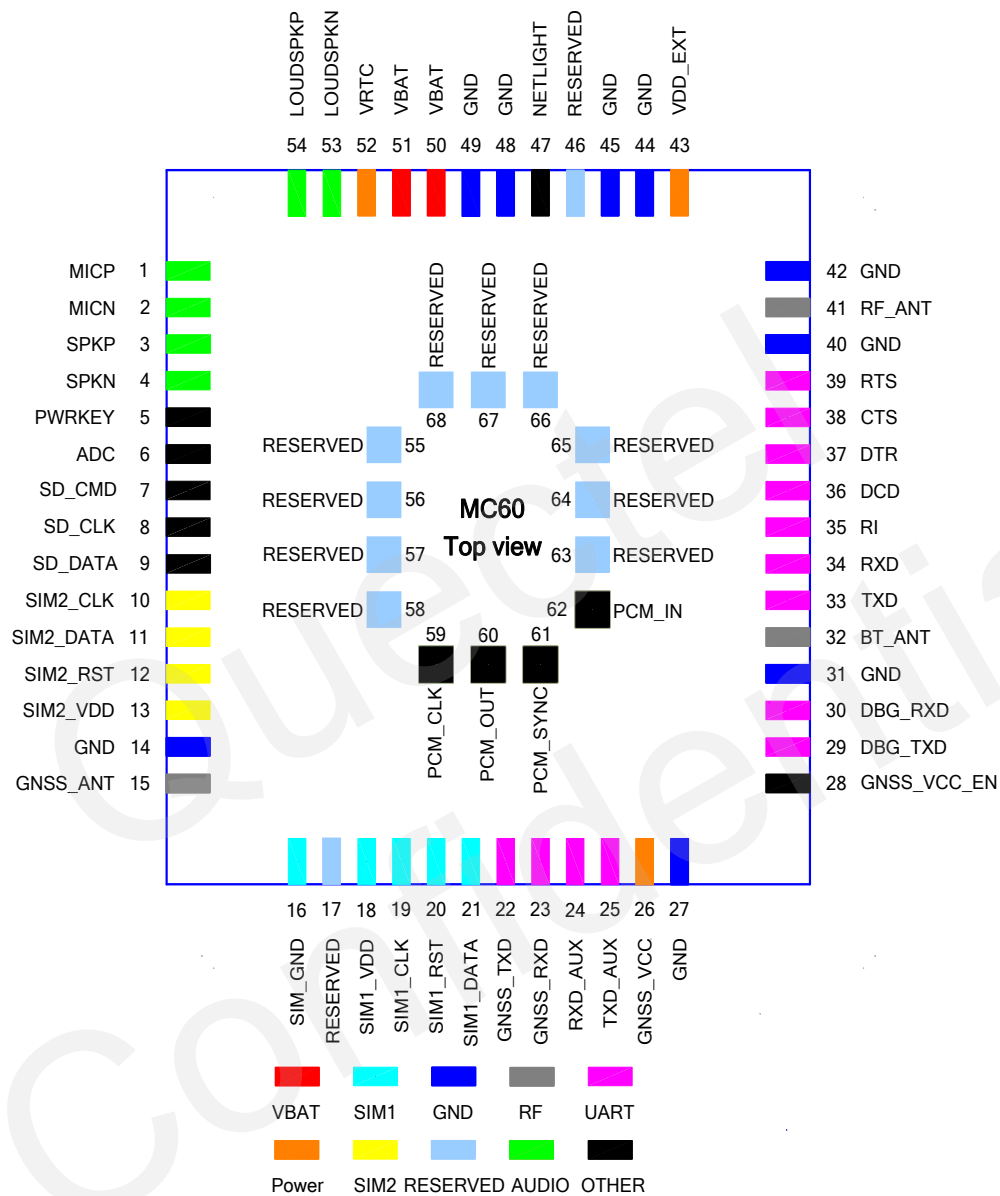 LOUDSPKP
LOUDSPKN
VRTC
VBAT
VBAT
GND
GND
NETLIGHT
RESERVED
GND
GND
VDD_EXT
54 53 52 51 50 49 48 47 46 45 44 43
MICP 1
MICN 2
SPKP 3
SPKN 4
PWRKEY 5
ADC 6
SD_CMD 7
SD_CLK 8
SD_DATA 9
SIM2_CLK 10
SIM2_DATA 11
SIM2_RST 12
SIM2_VDD 13
GND 14
GNSS_ANT 15
RESERVED
RESERVED
RESERVED
68 67 66
RESERVED 55
RESERVED 56
RESERVED 57
RESERVED 58
MC60
Top view
65 RESERVED
64 RESERVED
63 RESERVED
62 PCM_IN
59 60 61
PCM_CLK
PCM_OUT
PCM_SYNC
42 GND
41 RF_ANT
40 GND
39 RTS
38 CTS
37 DTR
36 DCD
35 RI
34 RXD
33 TXD
32 BT_ANT
31 GND
30 DBG_RXD
29 DBG_TXD
28 GNSS_VCC_EN
16 17 18 19 20 21 22 23 24 25 26 27
SIM_GND
RESERVED
SIM1_VDD
SIM1_CLK
SIM1_RST
SIM1_DATA
GNSS_TXD
GNSS_RXD
RXD_AUX
TXD_AUX
GNSS_VCC
GND
VBAT SIM1 GND RF UART
Power SIM2 RESERVED AUDIO OTHER
Quectel